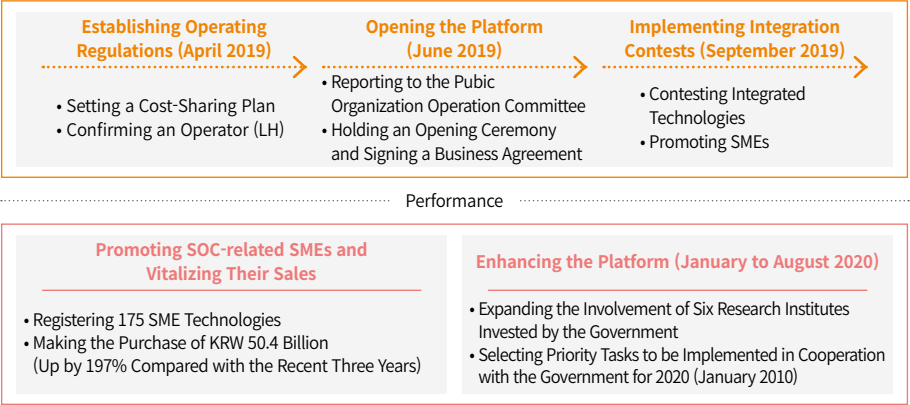 Establishing Operating
Regulations (April 2019)
• Setting a Cost-Sharing Plan
• Confirming an Operator (LH)
Opening the Platform
(June 2019)
• Reporting to the Pubic
Organization Operation Committee
• Holding an Opening Ceremony
and Signing a Business Agreement
Implementing Integration
Contests (September 2019)
• Contesting Integrated
Technologies
• Promoting SMEs
Performance
Promoting SOC-related SMEs and
Vitalizing Their Sales
• Registering 175 SME Technologies
• Making the Purchase of KRW 50.4 Billion
(Up by 197% Compared with the Recent Three Years)
Enhancing the Platform (January to August 2020)
• Expanding the Involvement of Six Research Institutes
Invested by the Government
• Selecting Priority Tasks to be Implemented in Cooperation
with the Government for 2020 (January 2010)